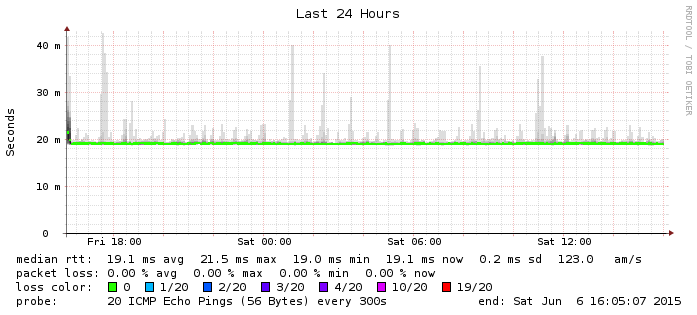 Last 24 Hours
RRDTOOL / TOBI OETIKER
Seconds
40 m
30 m
20 m
10 m
0
Fri 18:00 Sat 00:00 Sat 06:00 Sat 12:00
median rtt: 19.1 ms avg 21.5 ms max 19.0 ms min 19.1 ms now 0.2 ms sd 123.0 am/s
packet loss: 0.00 % avg 0.00 % max 0.00 % min 0.00 % now
loss color: 0 1/20 2/20 3/20 4/20 10/20 19/20
probe: 20 ICMP Echo Pings (56 Bytes) every 300s end: Sat Jun 6 16:05:07 2015